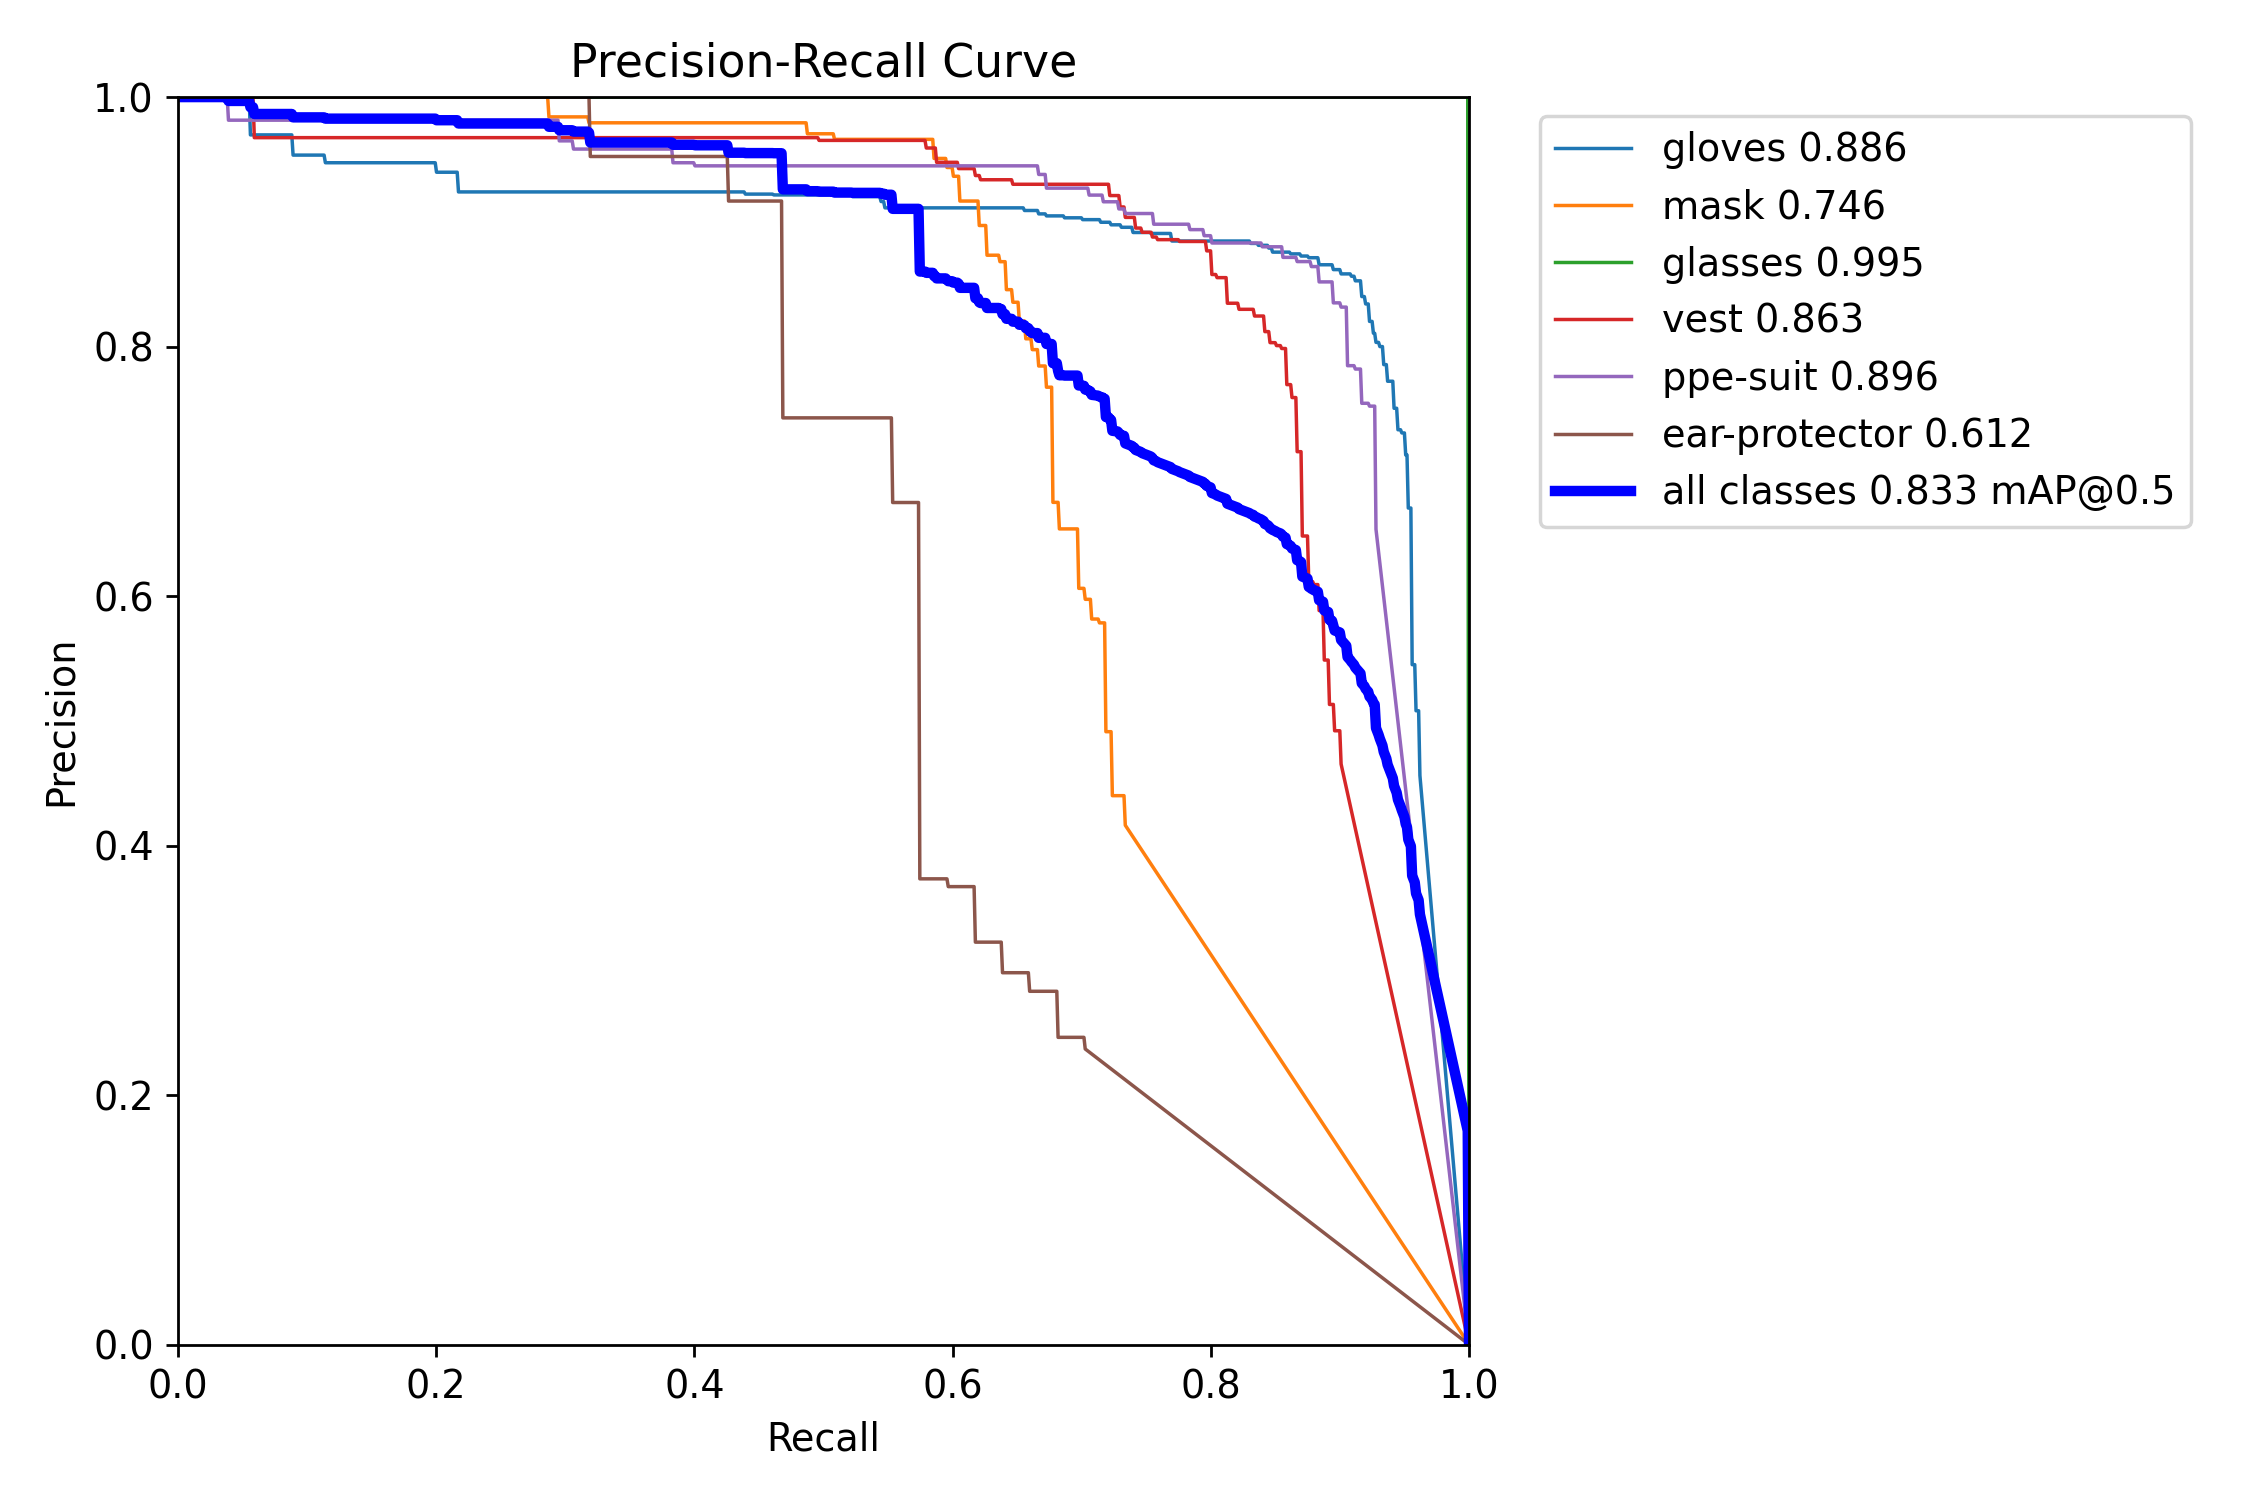 Precision-Recall Curve
1.0
0.8
0.6
0.4
0.2
0.0
Precision
0.0 0.2 0.4 0.6 0.8 1.0
Recall
gloves 0.886
mask 0.746
glasses 0.995
vest 0.863
ppe-suit 0.896
ear-protector 0.612
all classes 0.833 mAP@0.5